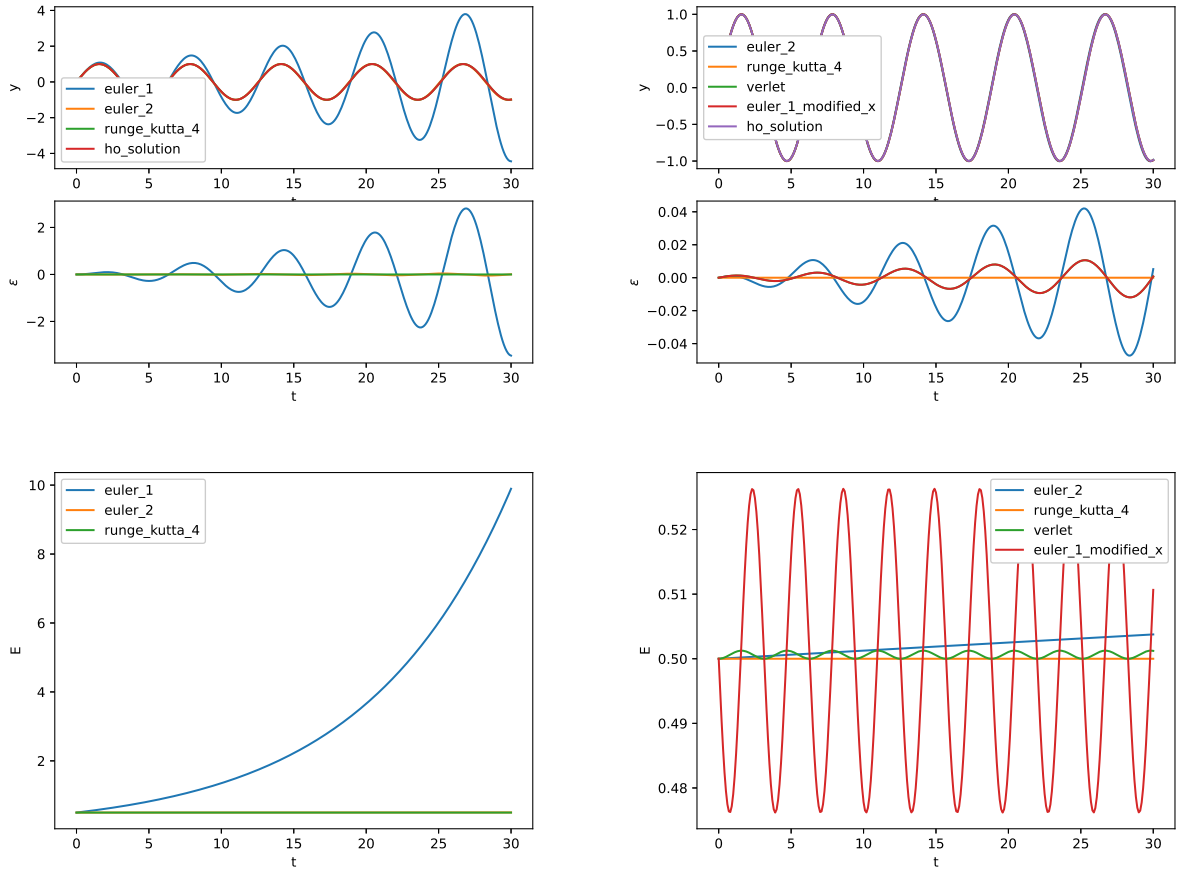 4
2
0
−2
−4
y
euler_1
euler_2
runge_kutta_4
ho_solution
0 5 10 15 20 25 30
t
1.0
0.5
0.0
−0.5
−1.0
y
euler_2
runge_kutta_4
verlet
euler_1_modified_x
ho_solution
0 5 10 15 20 25 30
t
2
0
−2
ε
0 5 10 15 20 25 30
t
0.04
0.02
0.00
−0.02
−0.04
ε
0 5 10 15 20 25 30
t
10
8
6
4
2
E
euler_1
euler_2
runge_kutta_4
0 5 10 15 20 25 30
t
0.52
0.51
0.50
0.49
0.48
E
euler_2
runge_kutta_4
verlet
euler_1_modified_x
0 5 10 15 20 25 30
t